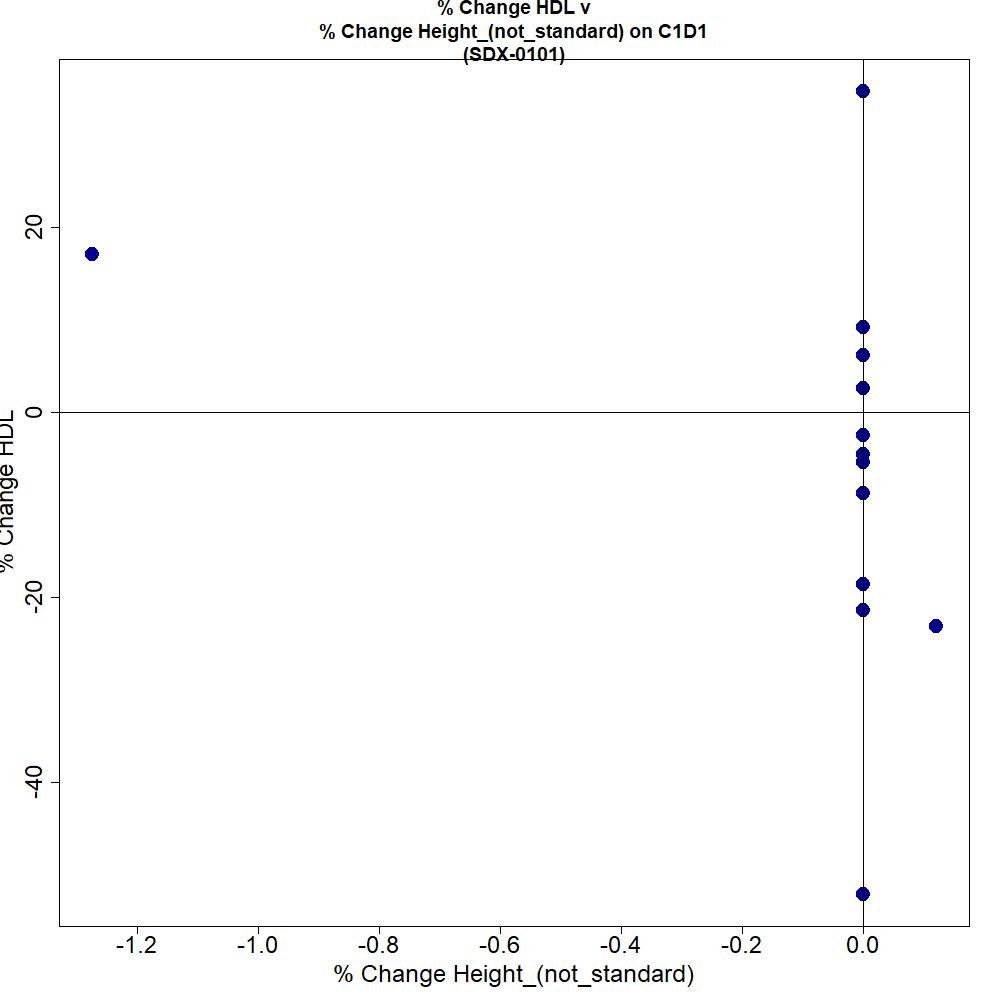 % Change HDL v
% Change Height_(not_standard) on C1D1
(SDX-0101)
% Change HDL
20
0
-20
-40
-1.2
-1.0
-0.8
-0.6
-0.4
-0.2
0.0
% Change Height_(not_standard)